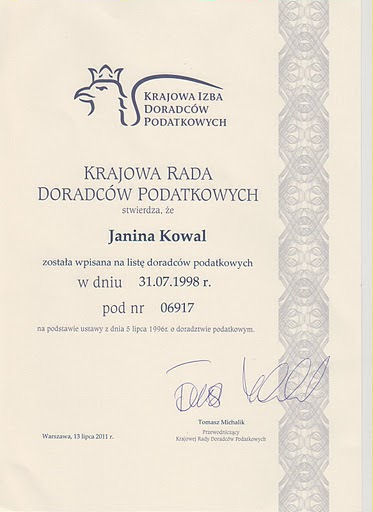 KRAJOWA IZBA
DORADCÓW
PODATKOWYCH
KRAJOWA RADA
DORADCÓW PODATKOWYCH
stwierdza, że
Janina Kowal
została wpisana na listę doradców podatkowych
w dniu 31.07.1998 r.
pod nr 06917
na podstawie ustawy z dnia 5 lipca 1996r. o doradztwie podatkowym.
Tomasz Michalik
Przewodniczący
Krajowej Rady Doradców Podatkowych
Warszawa, 13 lipca 2011 r.